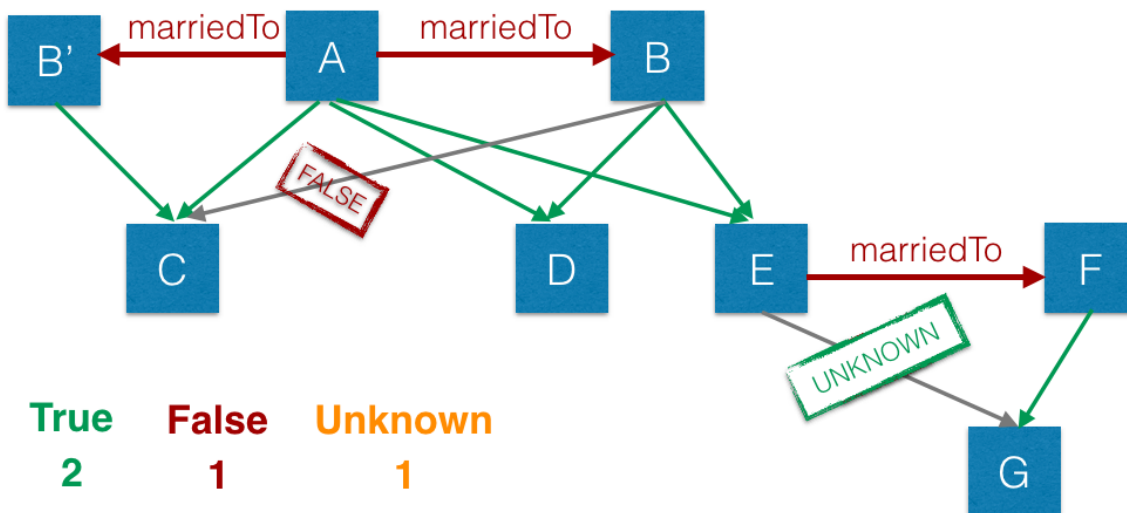 marriedTo marriedTo
B’ A B
FALSE
C D E marriedTo F
UNKNOWN
True False Unknown
2 1 1
G